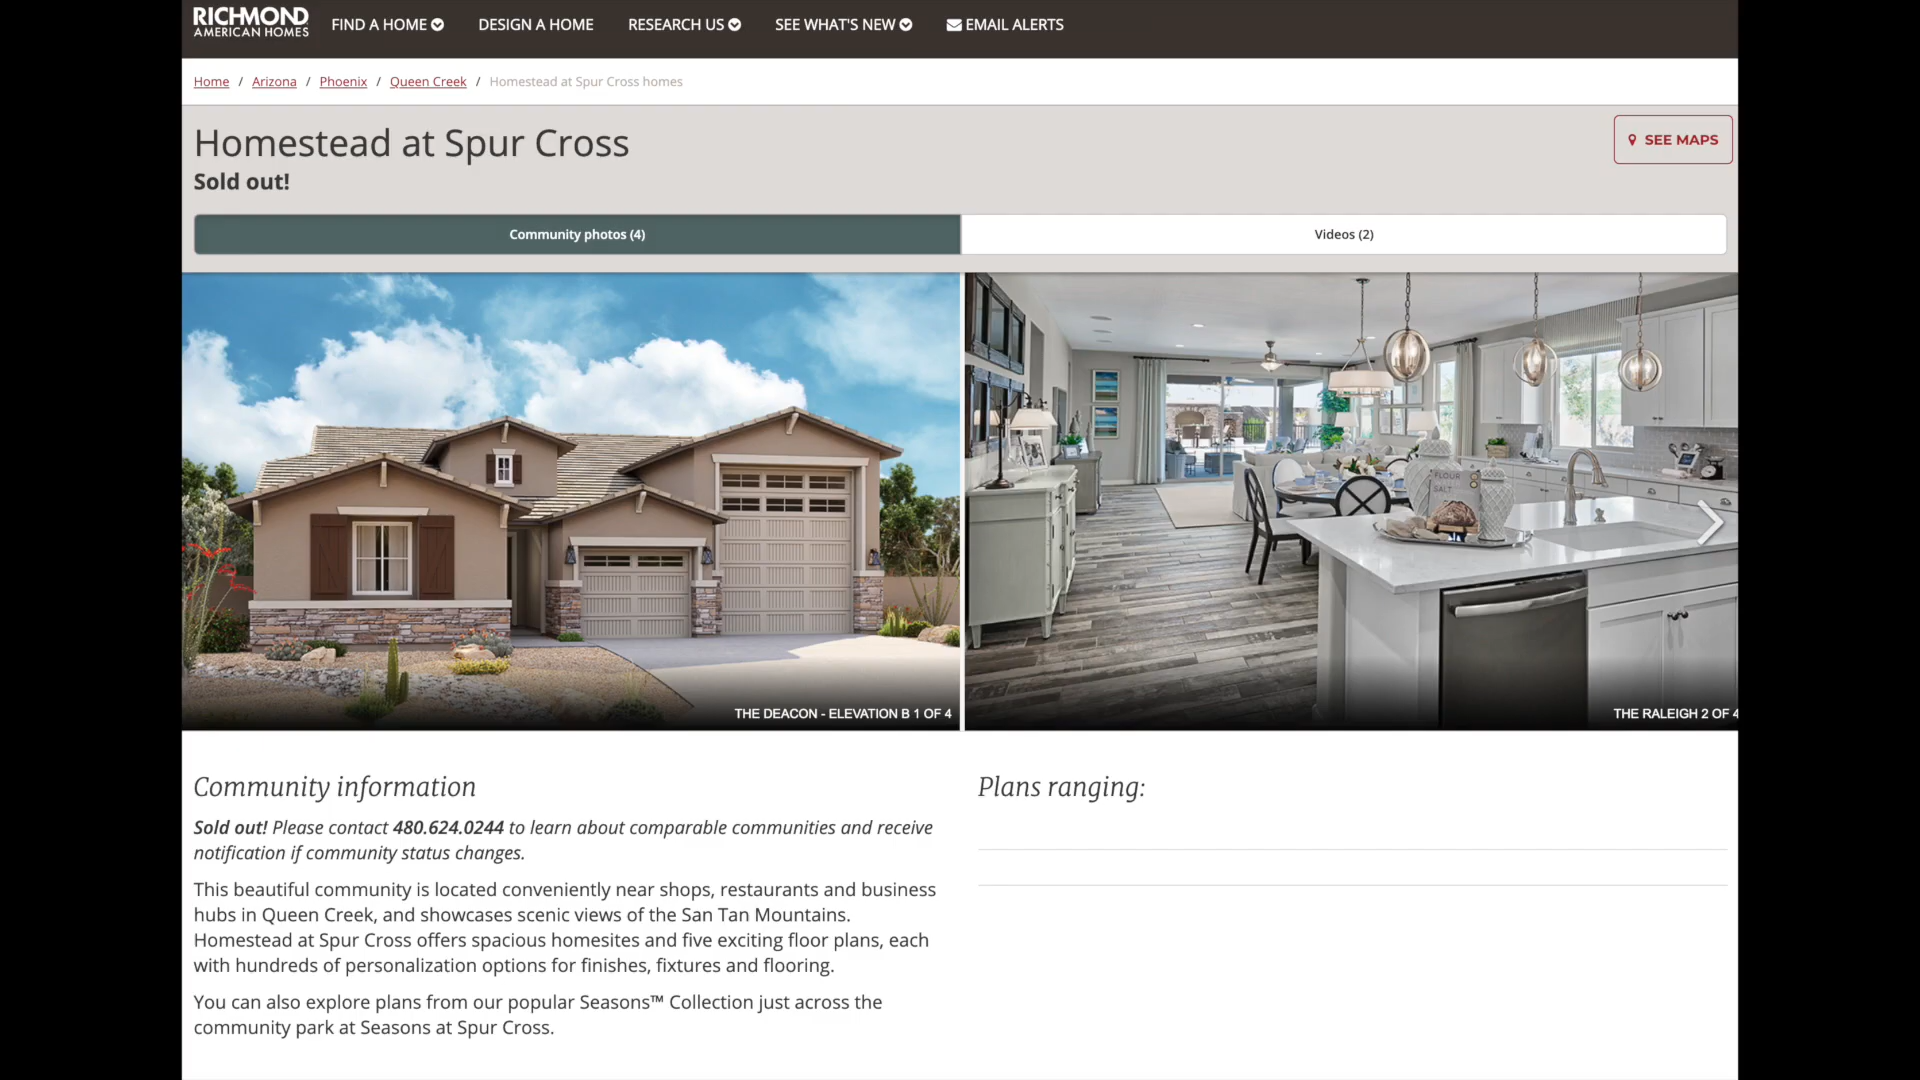 RICHMOND
AMERICAN HOMES
FIND A HOME
DESIGN A HOME
RESEARCH US
SEE WHAT'S NEW
EMAIL ALERTS
Home / Arizona / Phoenix / Queen Creek / Homestead at Spur Cross homes
Homestead at Spur Cross
SEE MAPS
Sold out!
Community photos (4)
Videos (2)
FLOUR
SALT
THE DEACON - ELEVATION B 1 OF 4
THE RALEIGH 2 OF 4
Community information
Sold out! Please contact 480.624.0244 to learn about comparable communities and receive
notification if community status changes.
This beautiful community is located conveniently near shops, restaurants and business
hubs in Queen Creek, and showcases scenic views of the San Tan Mountains.
Homestead at Spur Cross offers spacious homesites and five exciting floor plans, each
with hundreds of personalization options for finishes, fixtures and flooring.
You can also explore plans from our popular Seasons™ Collection just across the
community park at Seasons at Spur Cross.
Plans ranging: